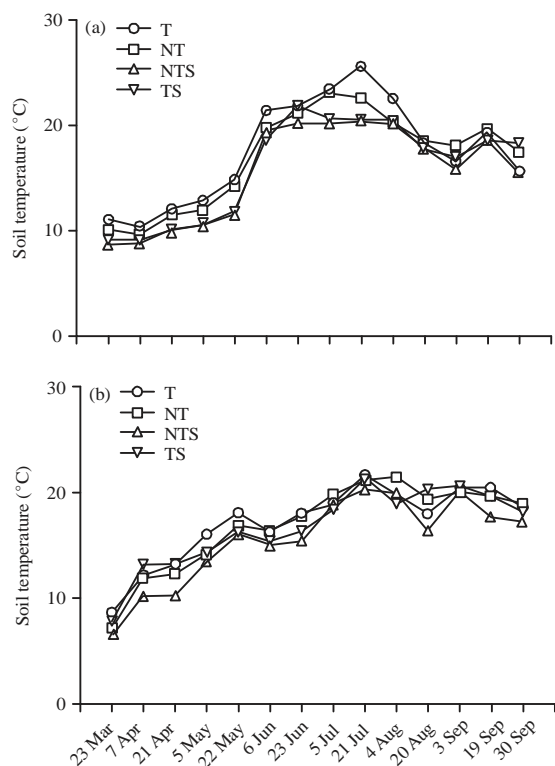 30
(a)
T
NT
NTS
TS
20
10
0
Soil temperature (°C)
30
(b)
T
NT
NTS
TS
20
10
0
Soil temperature (°C)
23 Mar
7 Apr
21 Apr
5 May
22 May
6 Jun
23 Jun
5 Jul
21 Jul
4 Aug
20 Aug
3 Sep
19 Sep
30 Sep